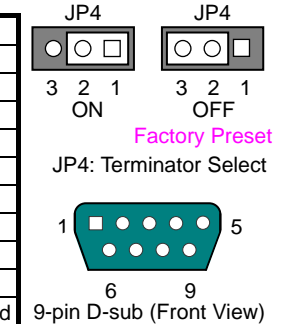 JP4 JP4
3 2 1 3 2 1
ON OFF
Factory Preset
JP4: Terminator Select
1 5
6 9
d 9-pin D-sub (Front View)